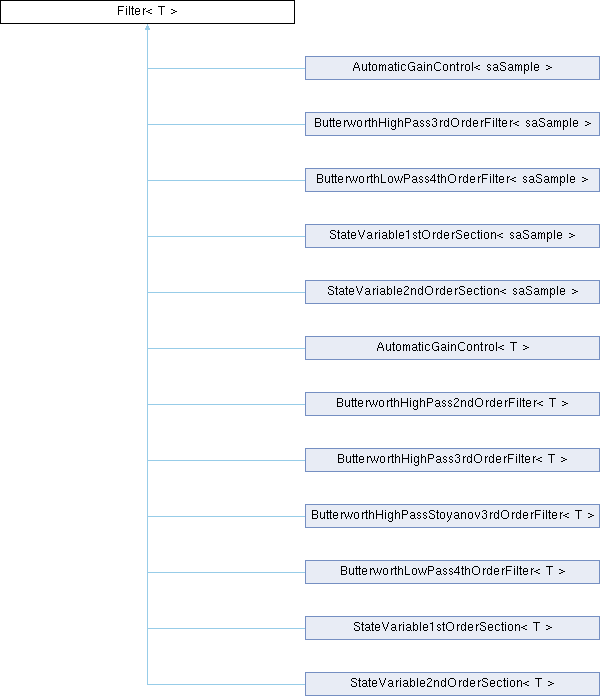 Filter< T >
AutomaticGainControl< saSample >
ButterworthHighPass3rdOrderFilter< saSample >
ButterworthLowPass4thOrderFilter< saSample >
StateVariable1stOrderSection< saSample >
StateVariable2ndOrderSection< saSample >
AutomaticGainControl< T >
ButterworthHighPass2ndOrderFilter< T >
ButterworthHighPass3rdOrderFilter< T >
ButterworthHighPassStoyanov3rdOrderFilter< T >
ButterworthLowPass4thOrderFilter< T >
StateVariable1stOrderSection< T >
StateVariable2ndOrderSection< T >